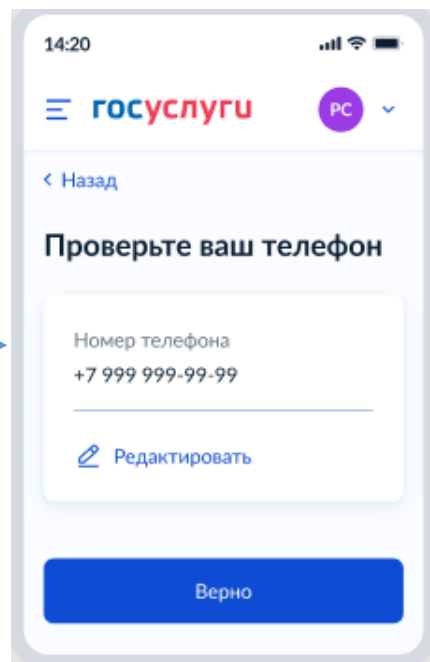 14:20
госуслуги
РС
Назад
Проверьте ваш телефон
Номер телефона
+7 999 999-99-99
Редактировать
Верно